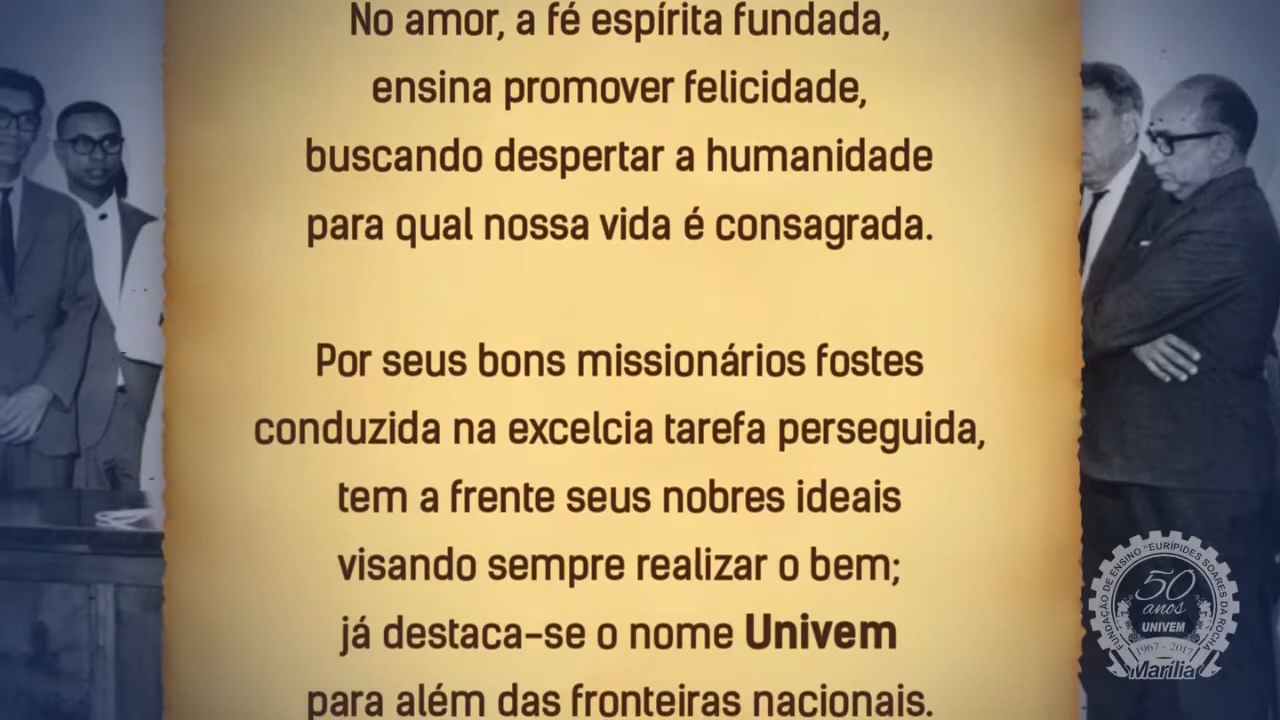 No amor, a fé espírita fundada,
ensina promover felicidade,
buscando despertar a humanidade
para qual nossa vida é consagrada.
Por seus bons missionários fostes
conduzida na excelcia tarefa perseguida,
tem a frente seus nobres ideais
visando sempre realizar o bem;
já destaca-se o nome Univem
para além das fronteiras nacionais.
FUNDAÇÃO DE ENSINO "EURÍPIDES SOARES DA ROCHA"
50
anos
UNIVEM
1967 - 2017
Marília